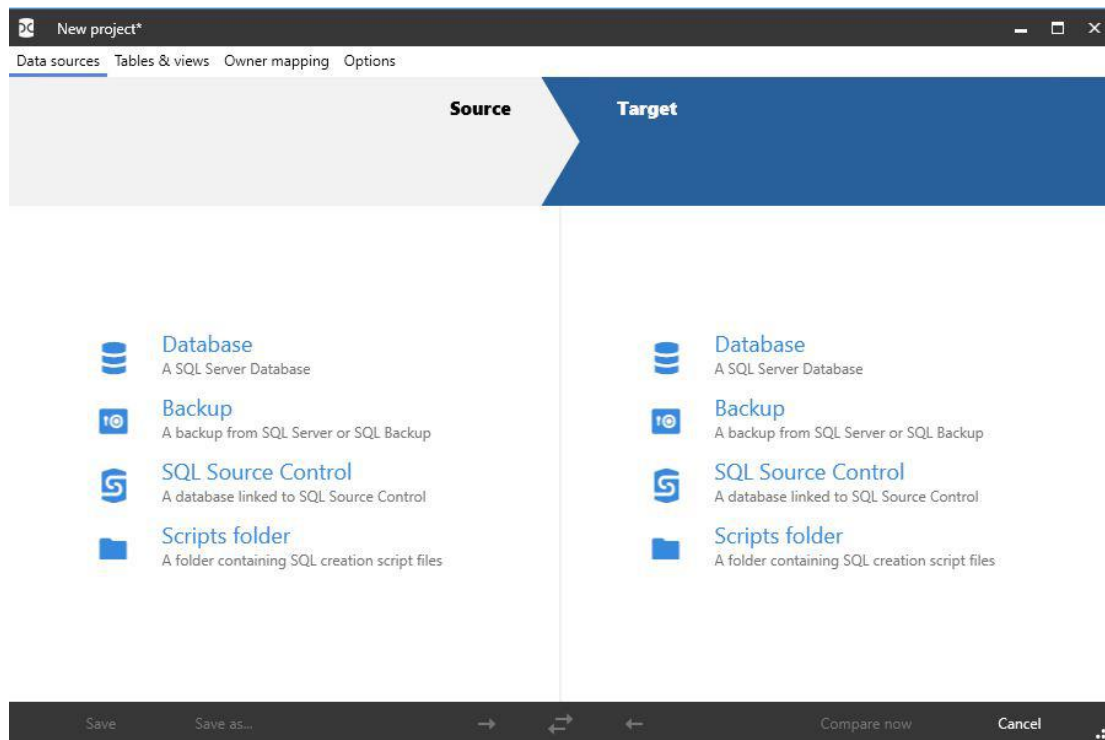 New project*
Data sources Tables & views Owner mapping Options
Source Target
Database
A SQL Server Database
Backup
A backup from SQL Server or SQL Backup
SQL Source Control
A database linked to SQL Source Control
Scripts folder
A folder containing SQL creation script files
Database
A SQL Server Database
Backup
A backup from SQL Server or SQL Backup
SQL Source Control
A database linked to SQL Source Control
Scripts folder
A folder containing SQL creation script files
Save Save as... Compare now Cancel